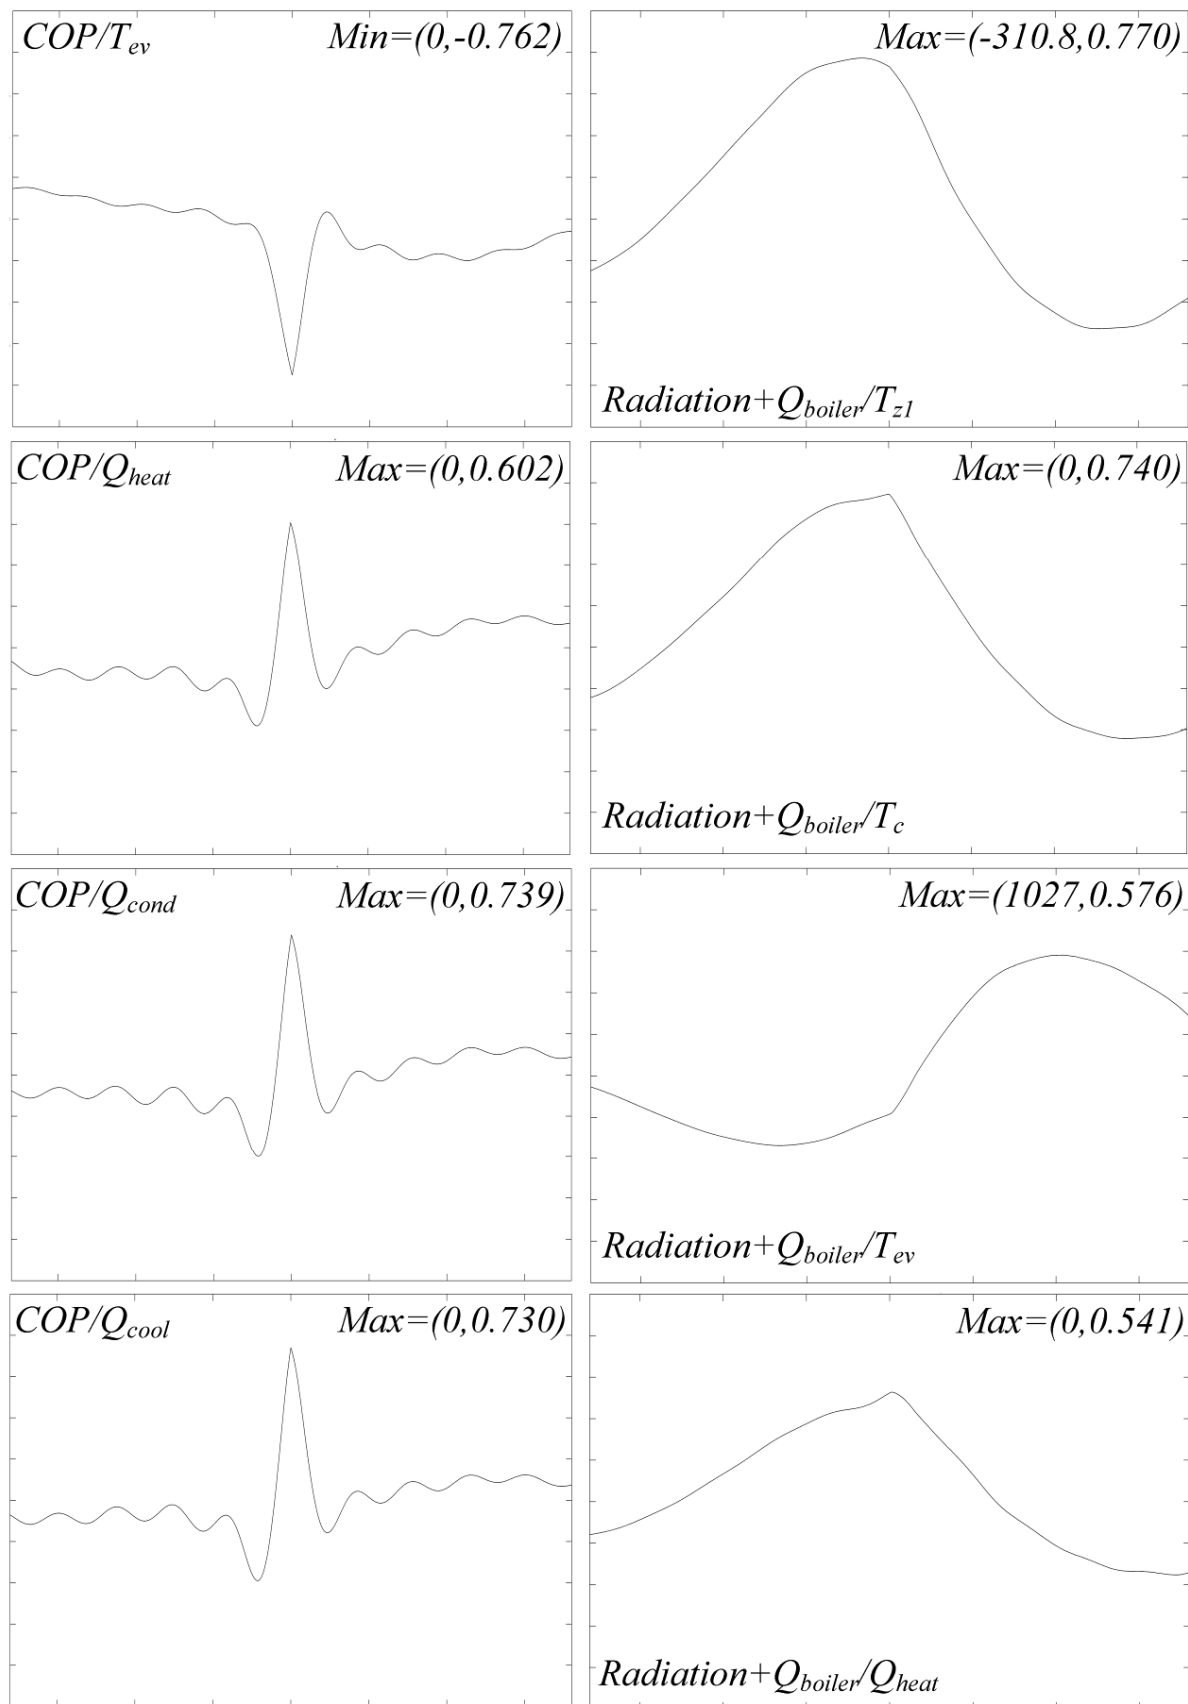 COP/Tev Min=(0,-0.762)
Max=(-310.8,0.770)
Radiation+Qboiler/Tz1
COP/Qheat Max=(0,0.602)
Max=(0,0.740)
Radiation+Qboiler/Tc
COP/Qcond Max=(0,0.739)
Max=(1027,0.576)
Radiation+Qboiler/Tev
COP/Qcool Max=(0,0.730)
Max=(0,0.541)
Radiation+Qboiler/Qheat